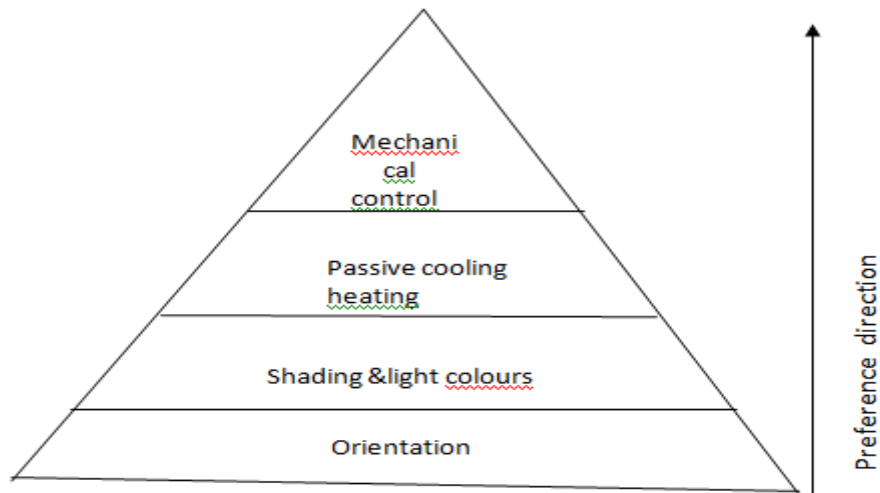 Mechani
cal
control
Passive cooling
heating
Shading &light colours
Orientation
Preference direction